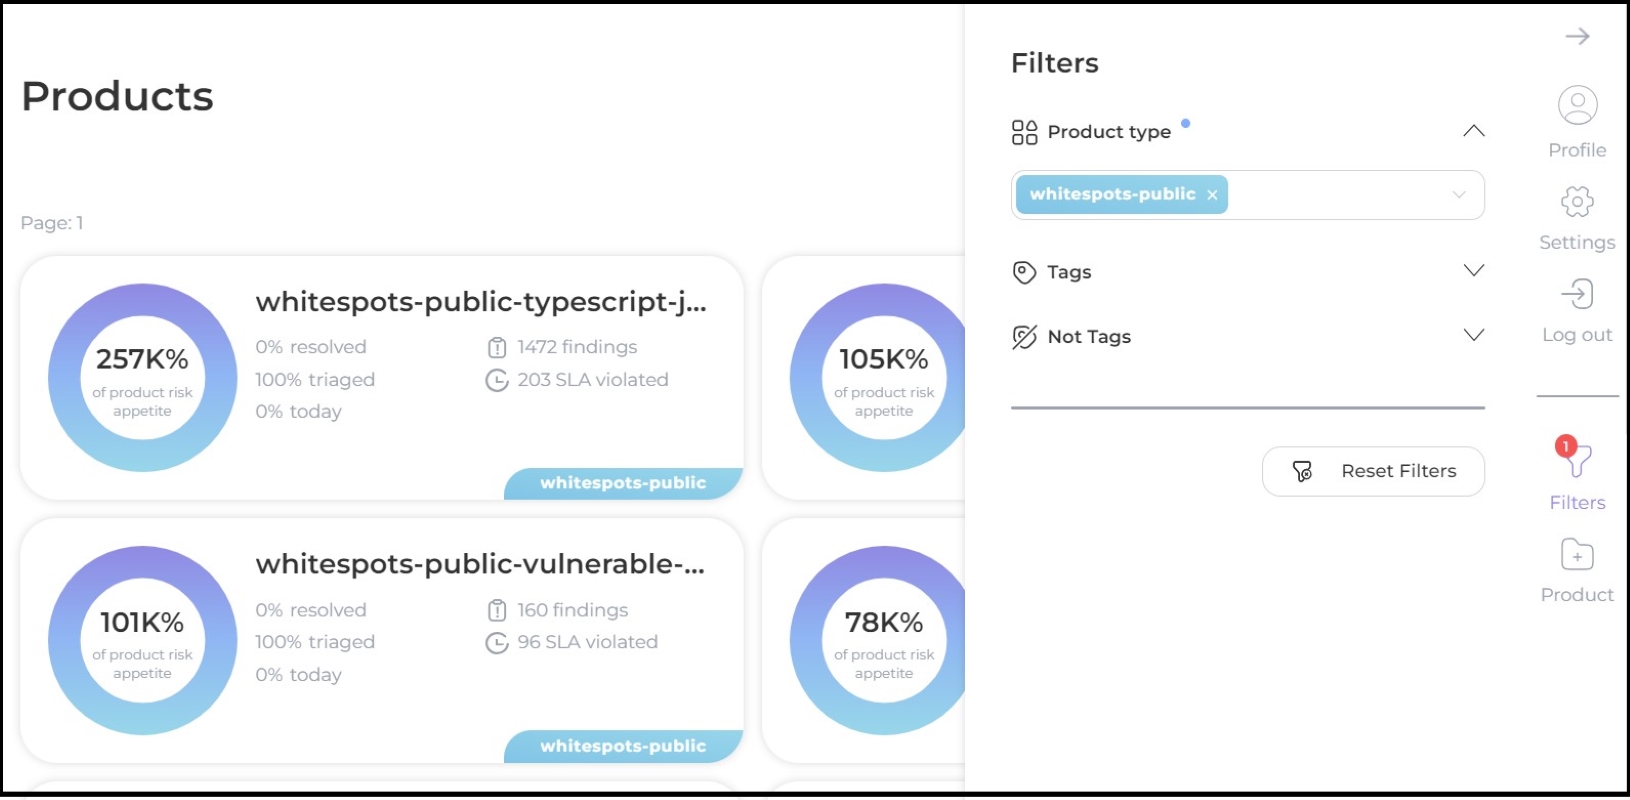 Products
Page: 1
257K%
of product risk
appetite
whitespots-public-typescript-j...
0% resolved
100% triaged
0% today
1472 findings
203 SLA violated
whitespots-public
105K%
of product risk
appetite
101K%
of product risk
appetite
whitespots-public-vulnerable-...
0% resolved
100% triaged
0% today
160 findings
96 SLA violated
whitespots-public
78K%
of product risk
appetite
Filters
Product type
whitespots-public ×
Tags
Not Tags
Reset Filters
Profile
Settings
Log out
1
Filters
Product